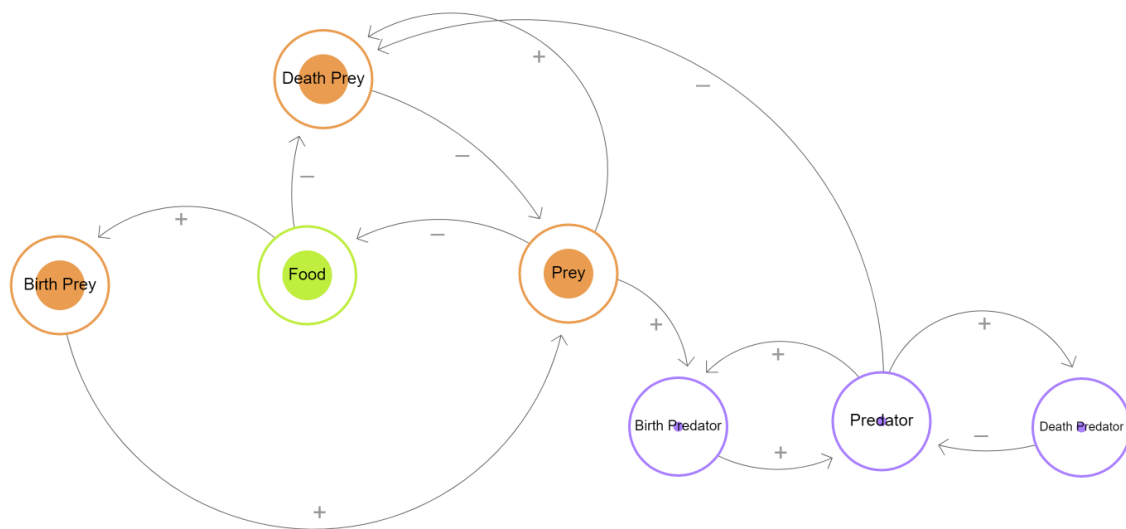 +
Death Prey
−
−
−
+
−
Food
Prey
Birth Prey
+
+
+
Predator
Birth Predator
Death Predator
−
+
+